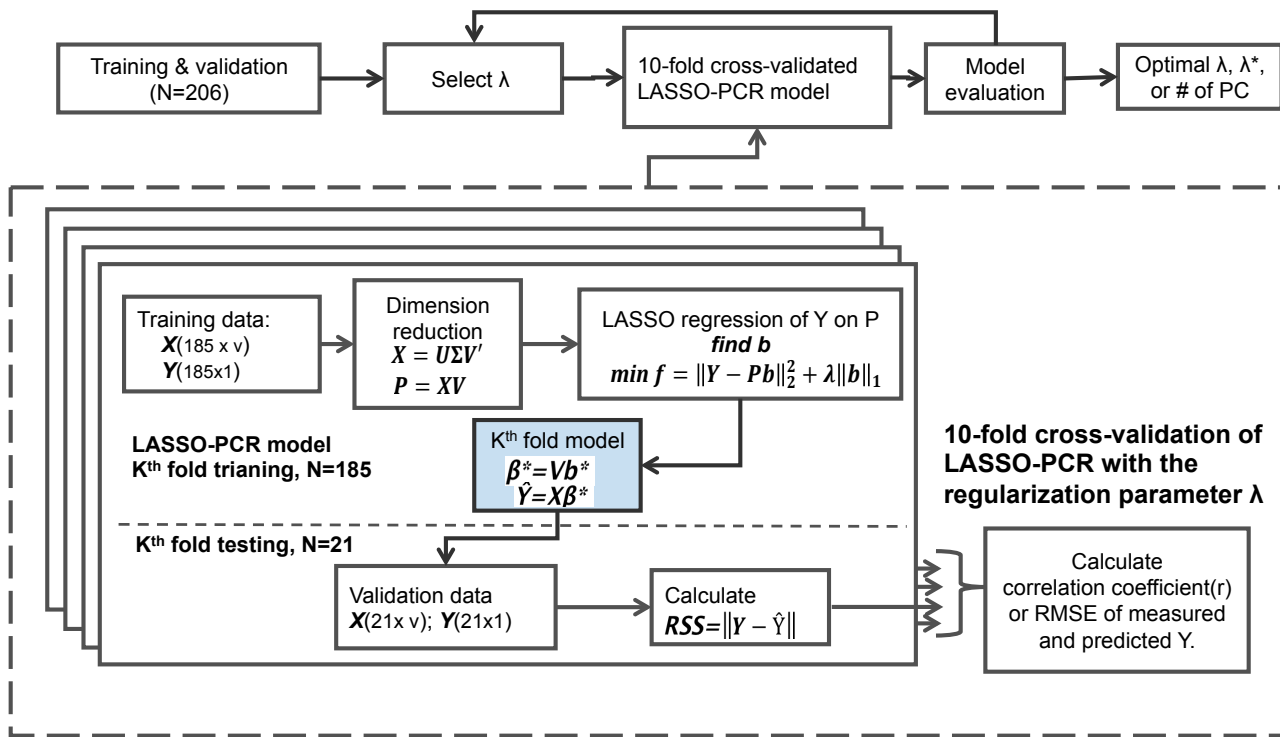 Training & validation
(N=206)
Select λ
10-fold cross-validated
LASSO-PCR model
Model
evaluation
Optimal λ, λ*,
or # of PC
Training data:
X(185 x v)
Y(185x1)
Dimension
reduction
X = UΣV′
P = XV
LASSO regression of Y on P
find b
min f = ‖Y − Pb‖₂² + λ‖b‖₁
LASSO-PCR model
Kᵗʰ fold trianing, N=185
Kᵗʰ fold model
β*=Vb*
Ŷ=Xβ*
Kᵗʰ fold testing, N=21
Validation data
X(21x v); Y(21x1)
Calculate
RSS=‖Y − Ŷ‖
10-fold cross-validation of
LASSO-PCR with the
regularization parameter λ
Calculate
correlation coefficient(r)
or RMSE of measured
and predicted Y.